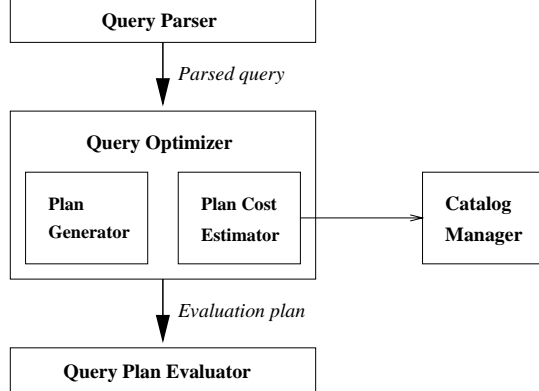 Query Parser
Parsed query
Query Optimizer
Plan
Generator
Plan Cost
Estimator
Catalog
Manager
Evaluation plan
Query Plan Evaluator